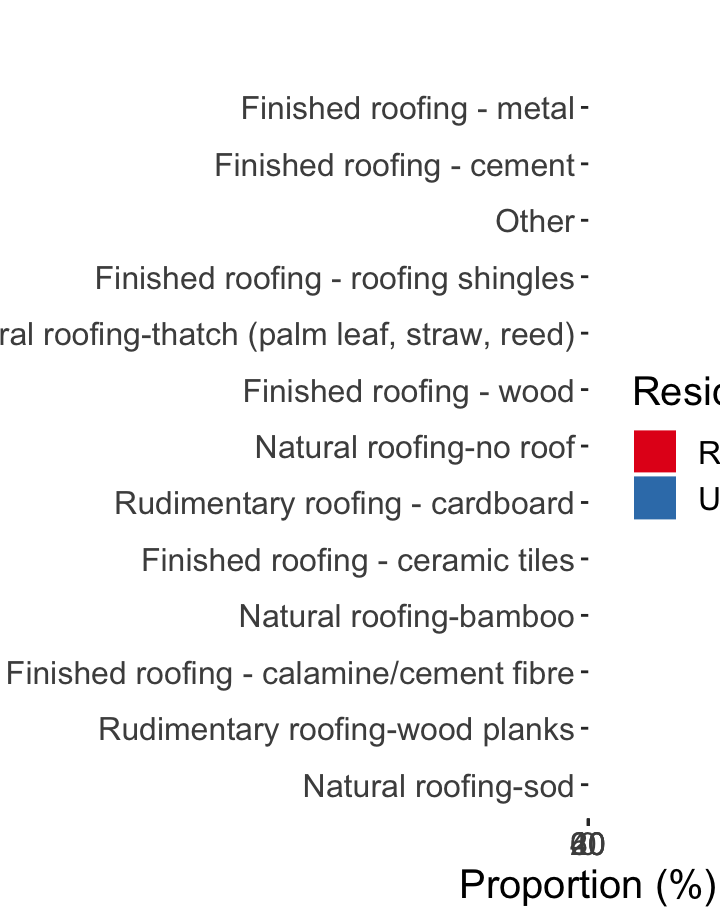 Finished roofing - metal
Finished roofing - cement
Other
Finished roofing - roofing shingles
ral roofing-thatch (palm leaf, straw, reed)
Finished roofing - wood
Resid
Natural roofing-no roof
R
U
Rudimentary roofing - cardboard
Finished roofing - ceramic tiles
Natural roofing-bamboo
Finished roofing - calamine/cement fibre
Rudimentary roofing-wood planks
Natural roofing-sod
Proportion (%)